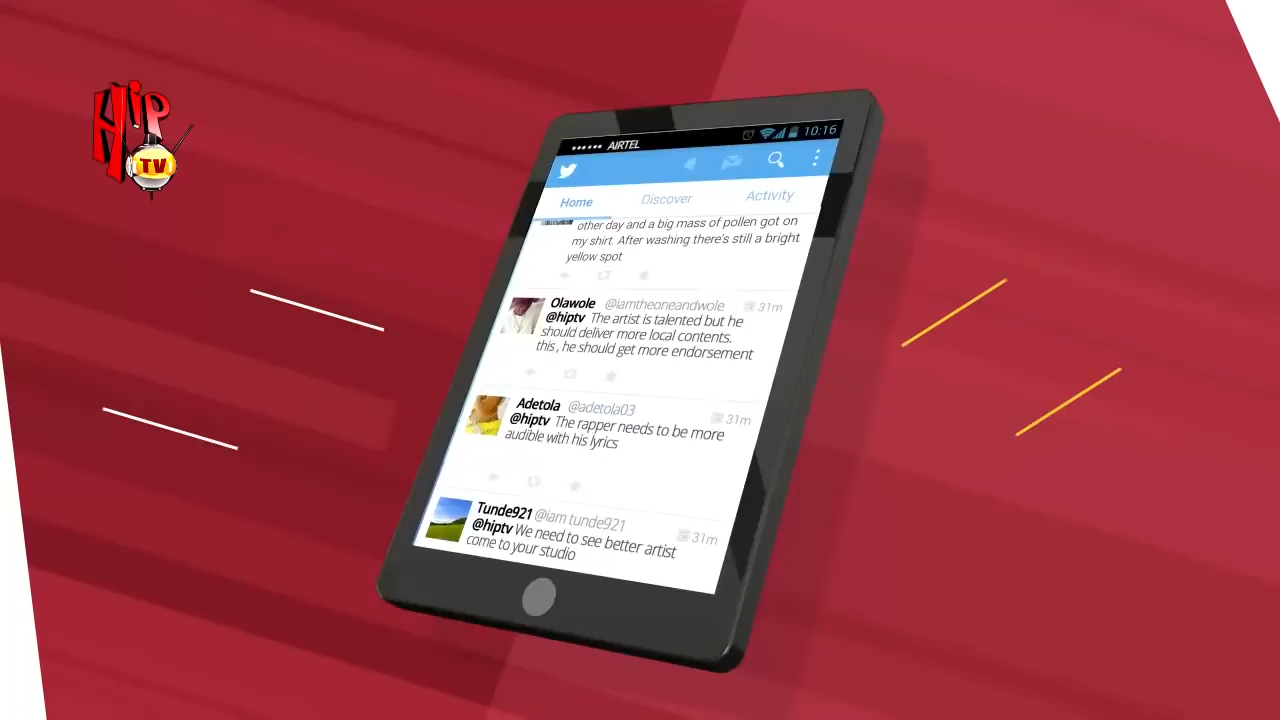 HiP
TV
AIRTEL
10:16
Home
Discover
Activity
other day and a big mass of pollen got on
my shirt. After washing there's still a bright
yellow spot
Olawole @iamtheoneandwole 31m
@hiptv The artist is talented but he
should deliver more local contents.
this , he should get more endorsement
Adetola @adetola03 31m
@hiptv The rapper needs to be more
audible with his lyrics
Tunde921 @iam tunde921 31m
@hiptv We need to see better artist
come to your studio